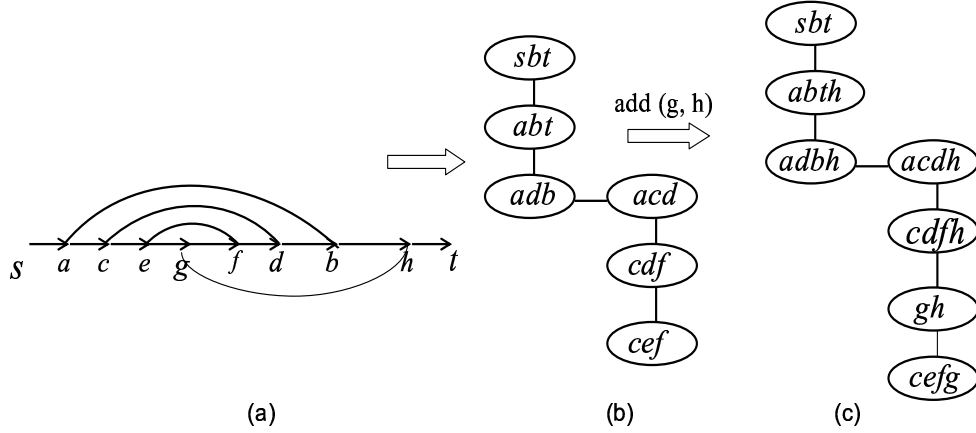 s a c e g f d b h t
(a)
sbt
abt
adb acd
cdf
cef
(b)
add (g, h)
sbt
abth
adbh acdh
cdfh
gh
cefg
(c)